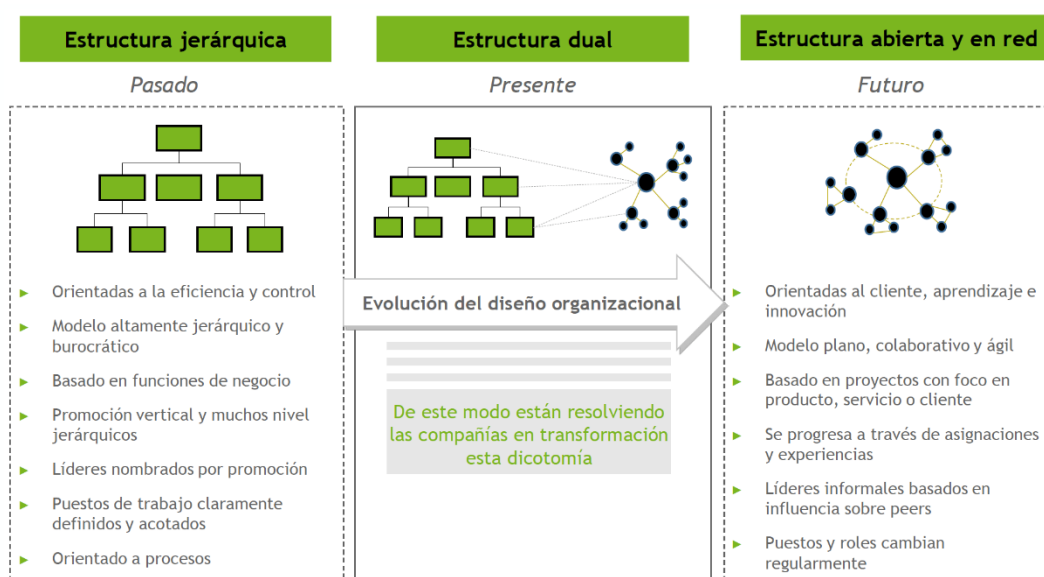 Estructura jerárquica
Pasado
Orientadas a la eficiencia y control
Modelo altamente jerárquico y
burocrático
Basado en funciones de negocio
Promoción vertical y muchos nivel
jerárquicos
Líderes nombrados por promoción
Puestos de trabajo claramente
definidos y acotados
Orientado a procesos
Estructura dual
Presente
Evolución del diseño organizacional
De este modo están resolviendo
las compañías en transformación
esta dicotomía
Estructura abierta y en red
Futuro
Orientadas al cliente, aprendizaje e
innovación
Modelo plano, colaborativo y ágil
Basado en proyectos con foco en
producto, servicio o cliente
Se progresa a través de asignaciones
y experiencias
Líderes informales basados en
influencia sobre peers
Puestos y roles cambian
regularmente